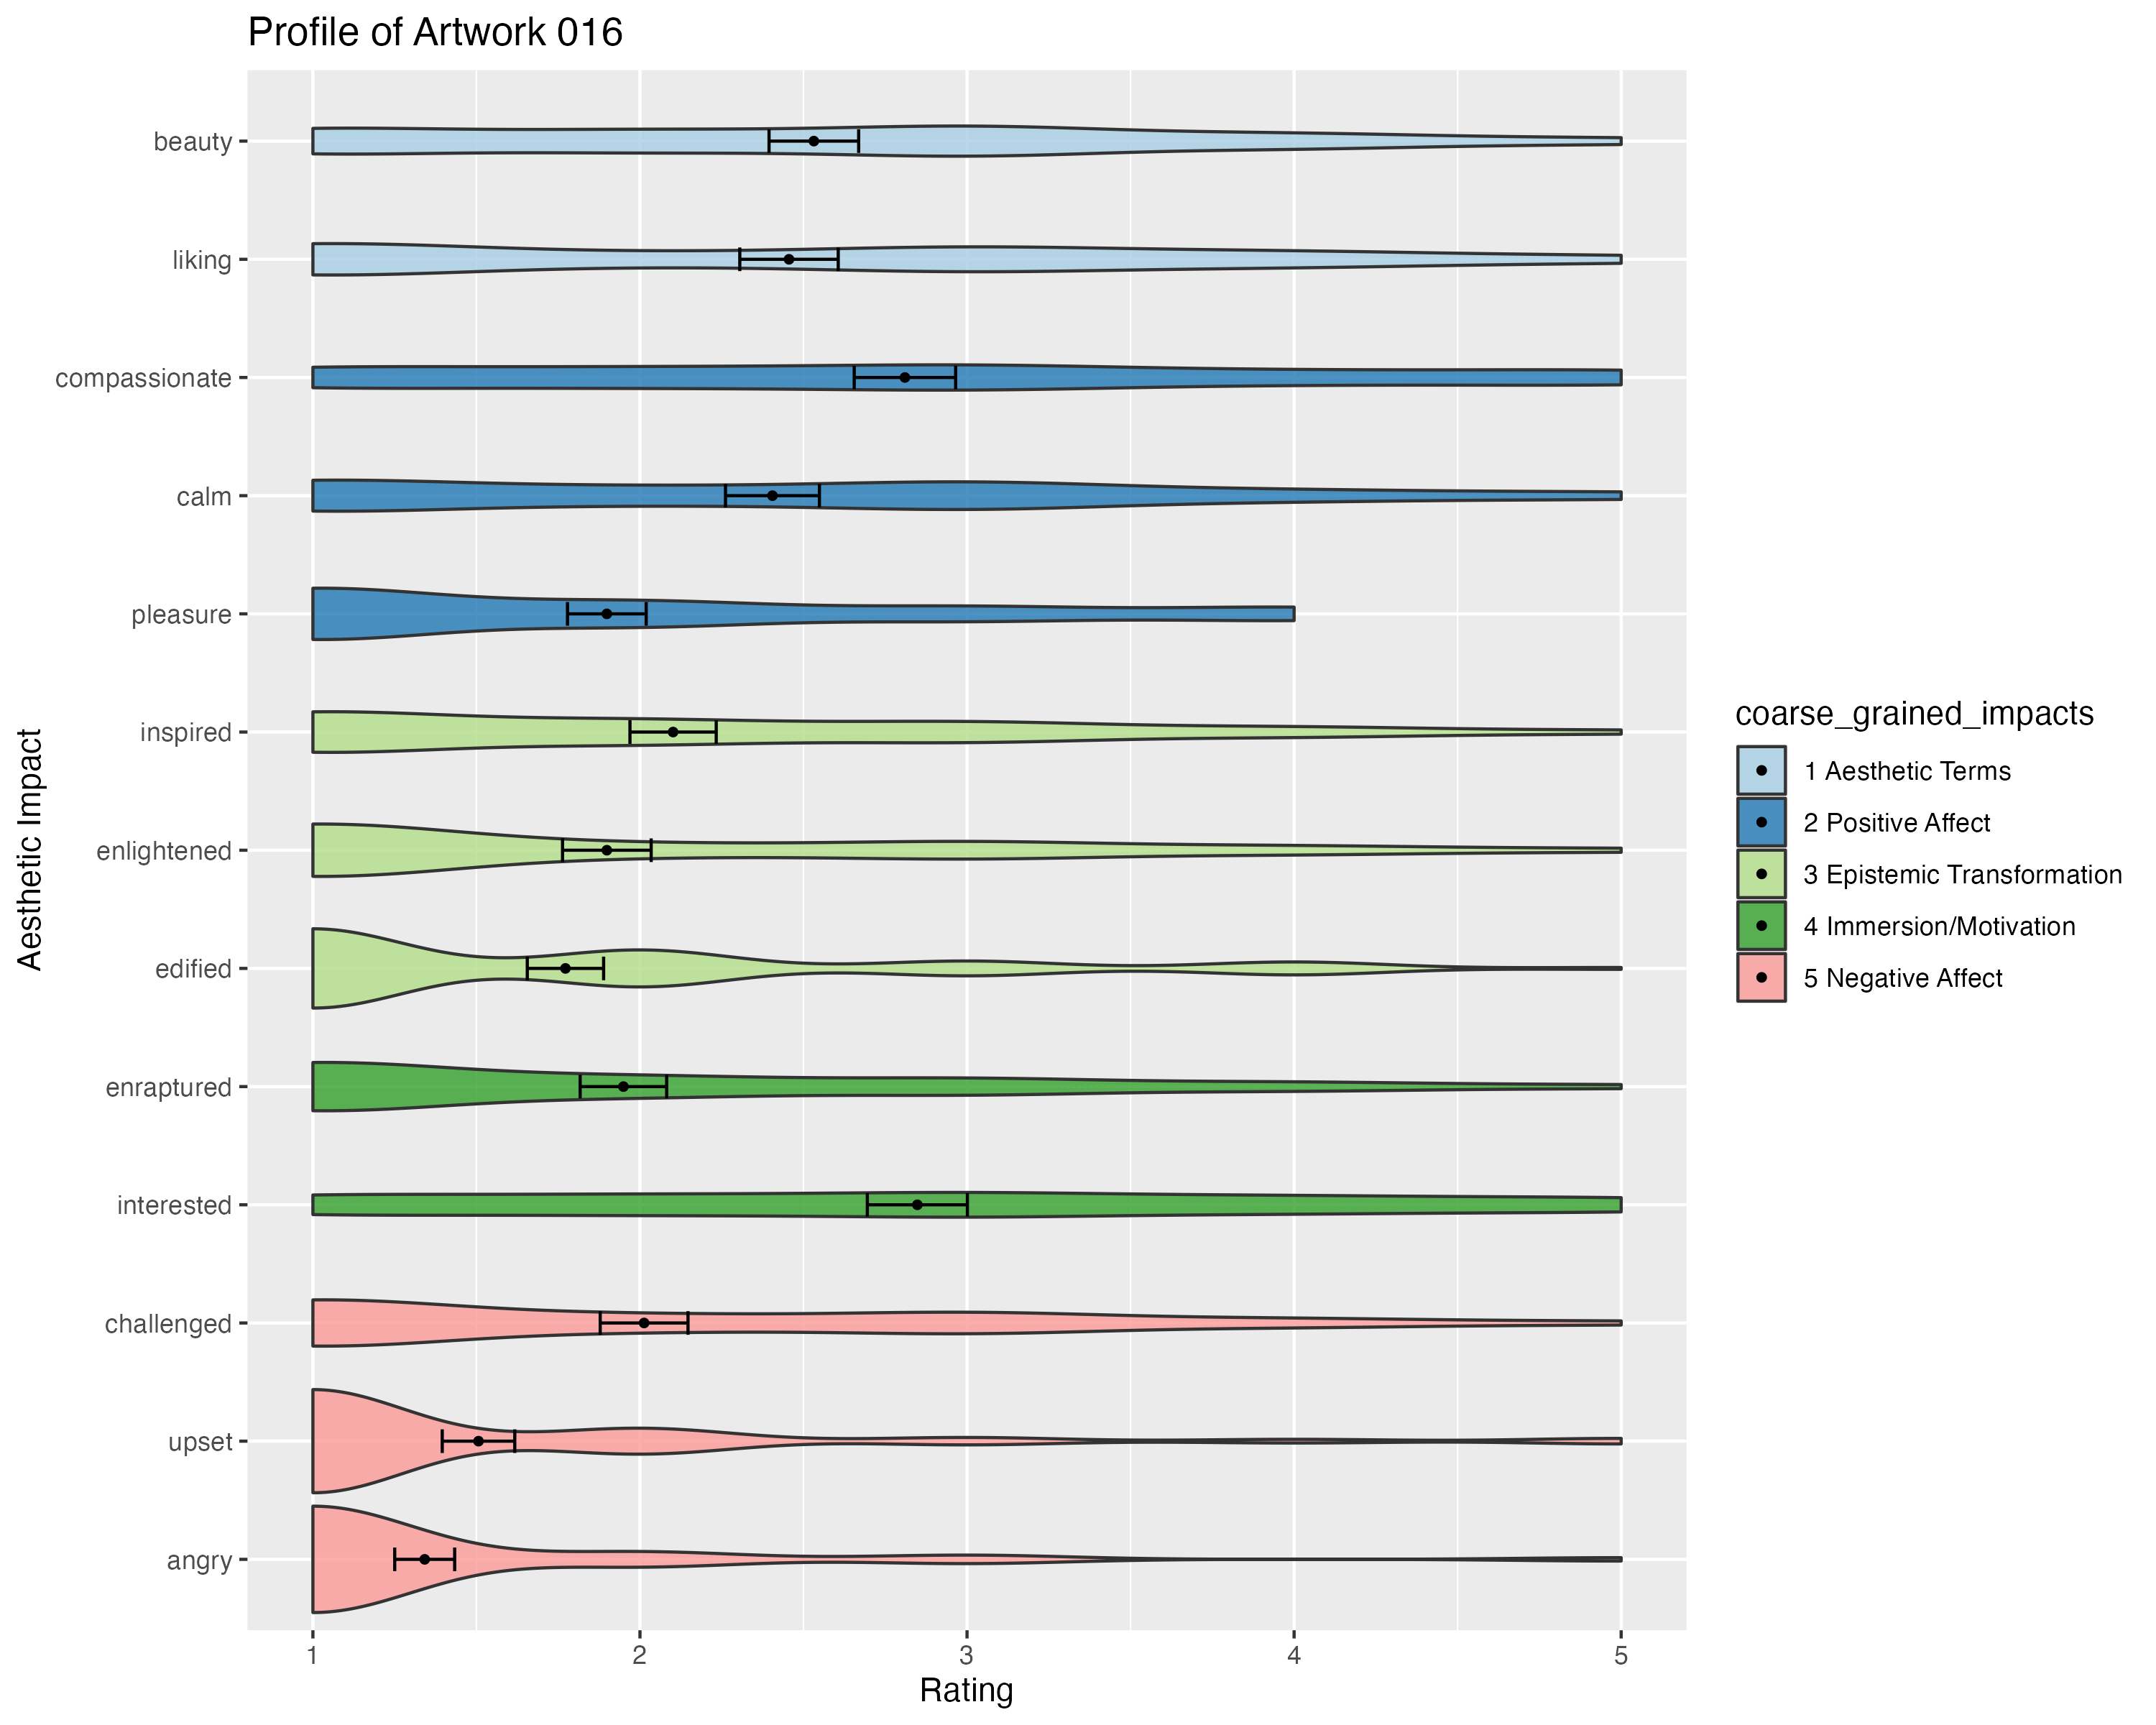 Profile of Artwork 016
beauty
liking
compassionate
calm
pleasure
inspired
enlightened
edified
enraptured
interested
challenged
upset
angry
Aesthetic Impact
1 2 3 4 5
Rating
coarse_grained_impacts
1 Aesthetic Terms
2 Positive Affect
3 Epistemic Transformation
4 Immersion/Motivation
5 Negative Affect